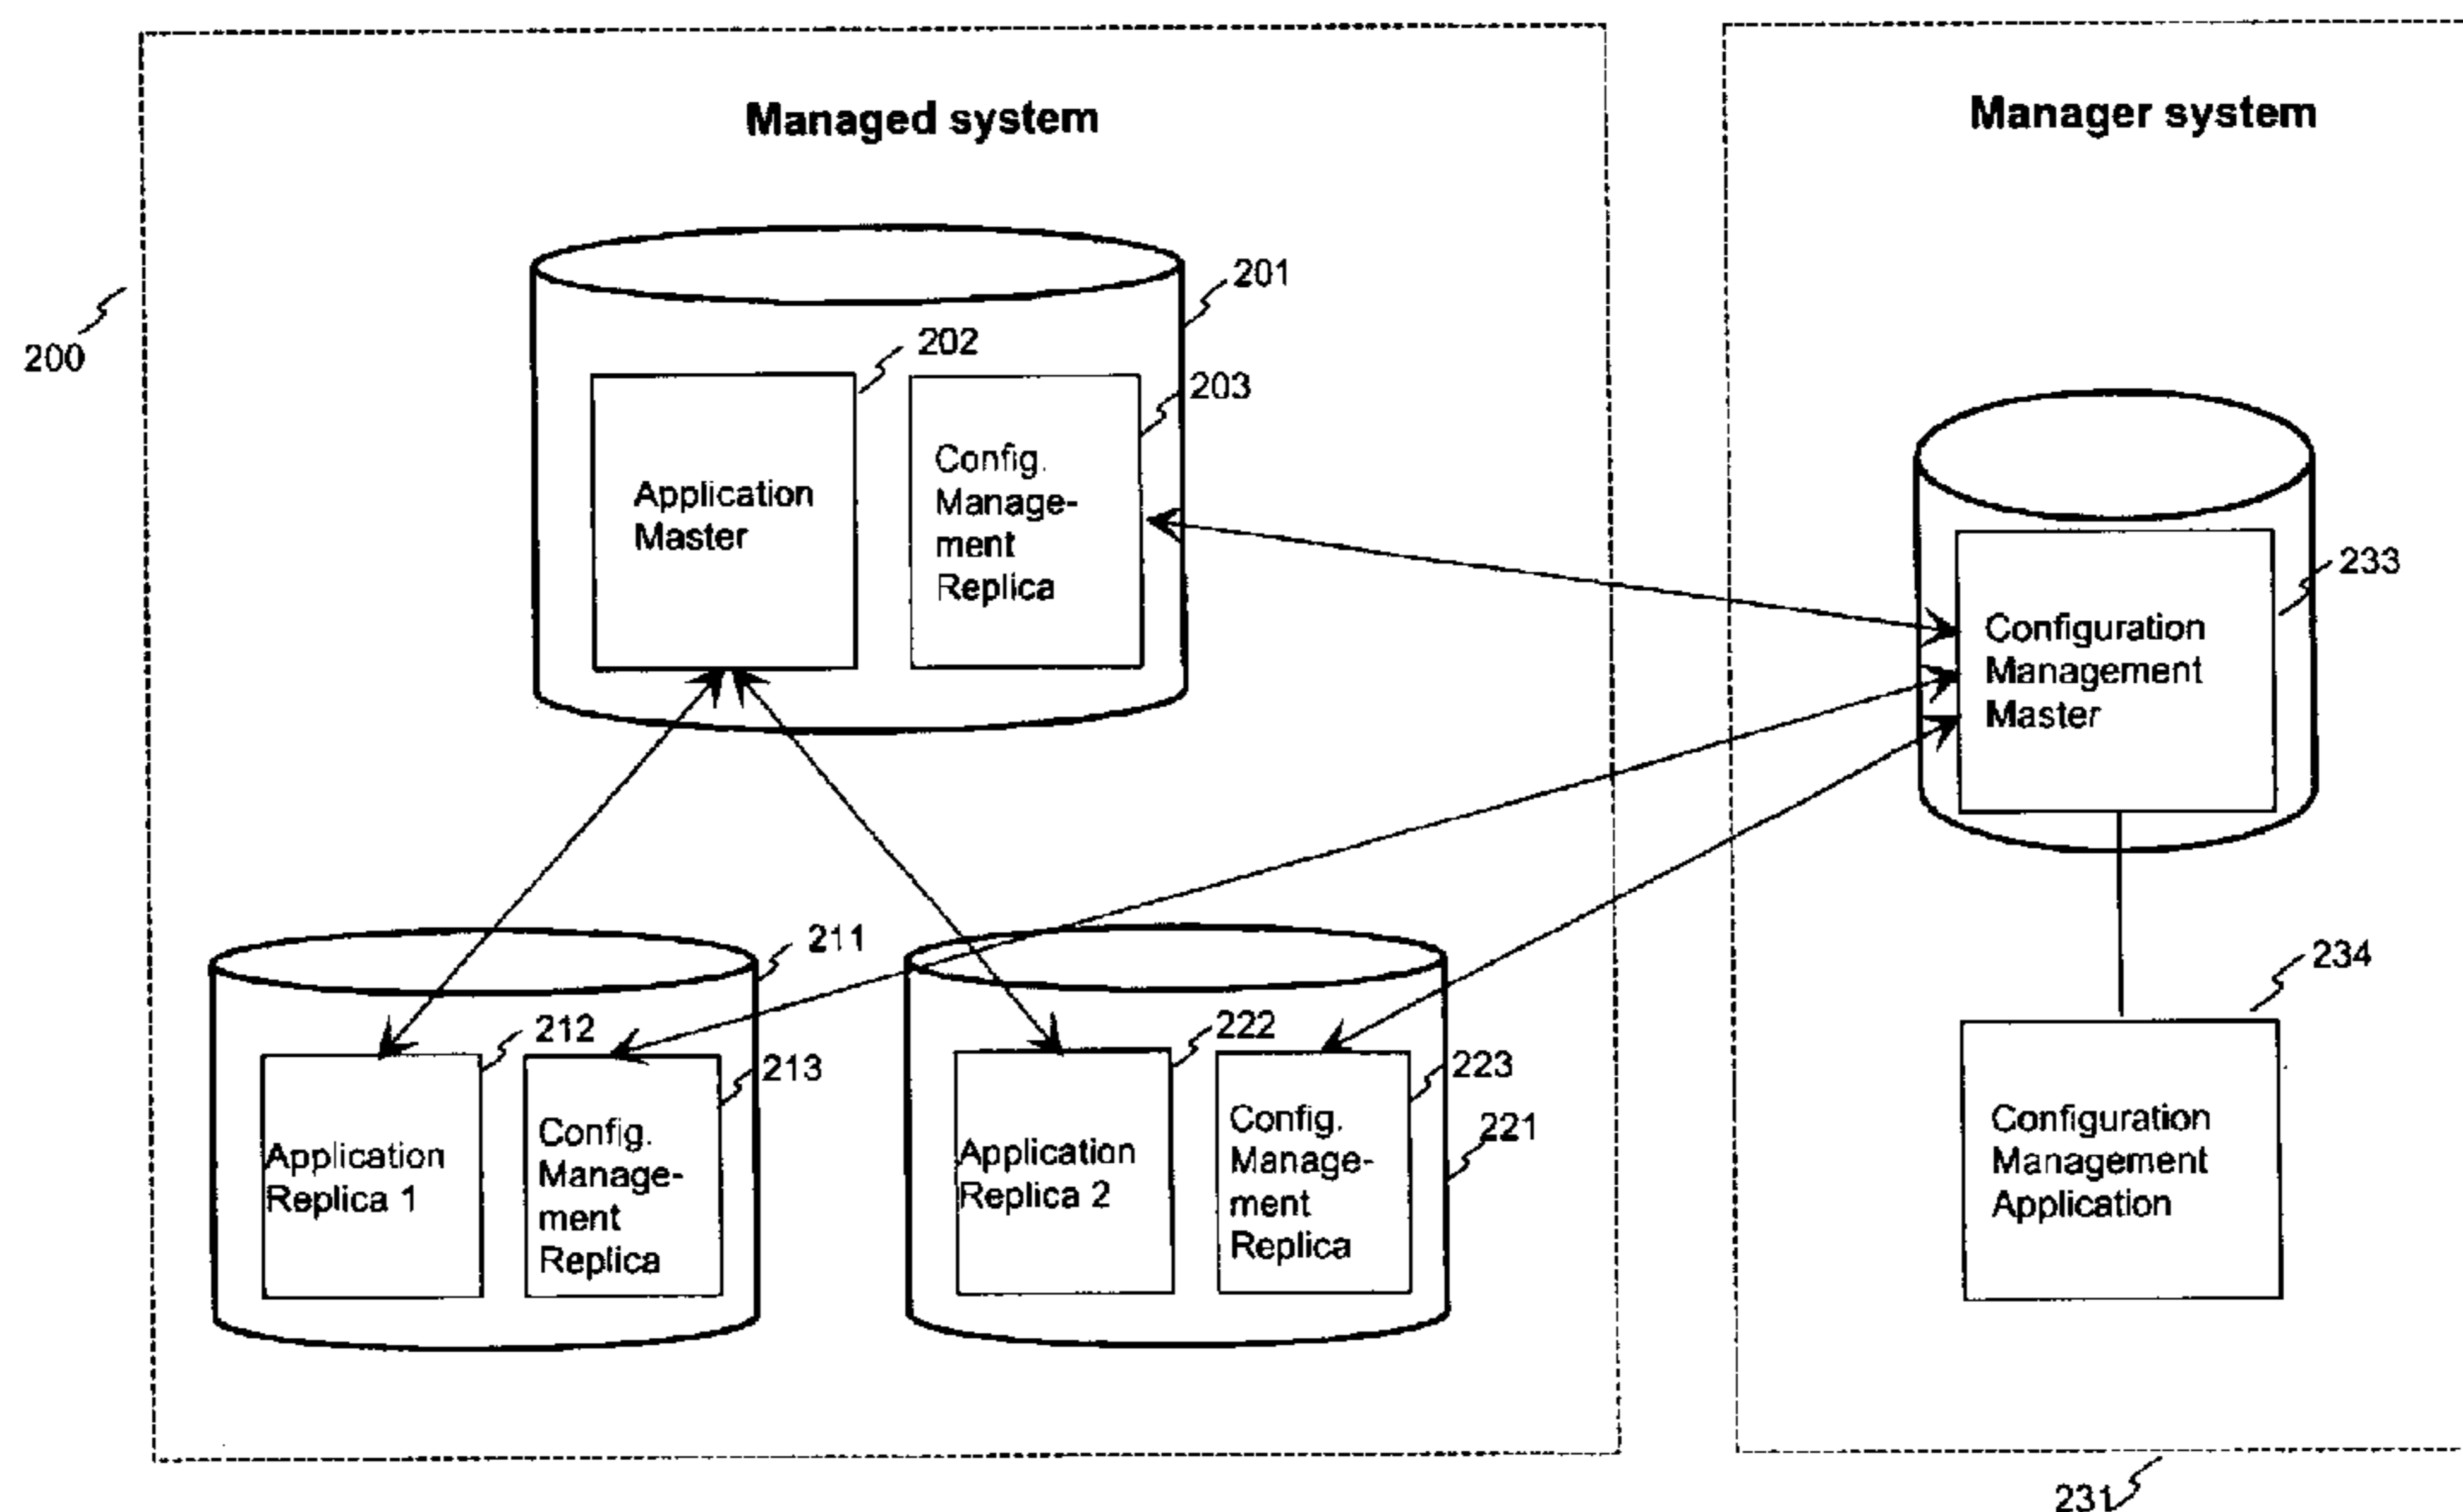 Managed system
Manager system
200
201
202
203
Application
Master
Config.
Manage-
ment
Replica
233
Configuration
Management
Master
211
212
213
Application
Replica 1
Config.
Manage-
ment
Replica
222
223
221
Application
Replica 2
Config.
Manage-
ment
Replica
234
Configuration
Management
Application
231